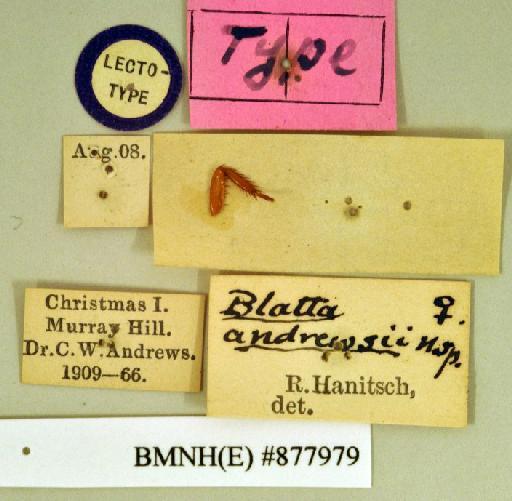 LECTO-
TYPE
Type
Aug.08.
Christmas I.
Murray Hill.
Dr.C.W.Andrews.
1909—66.
Blatta ♀.
andrewsii n.sp.
R.Hanitsch,
det.
BMNH(E) #877979